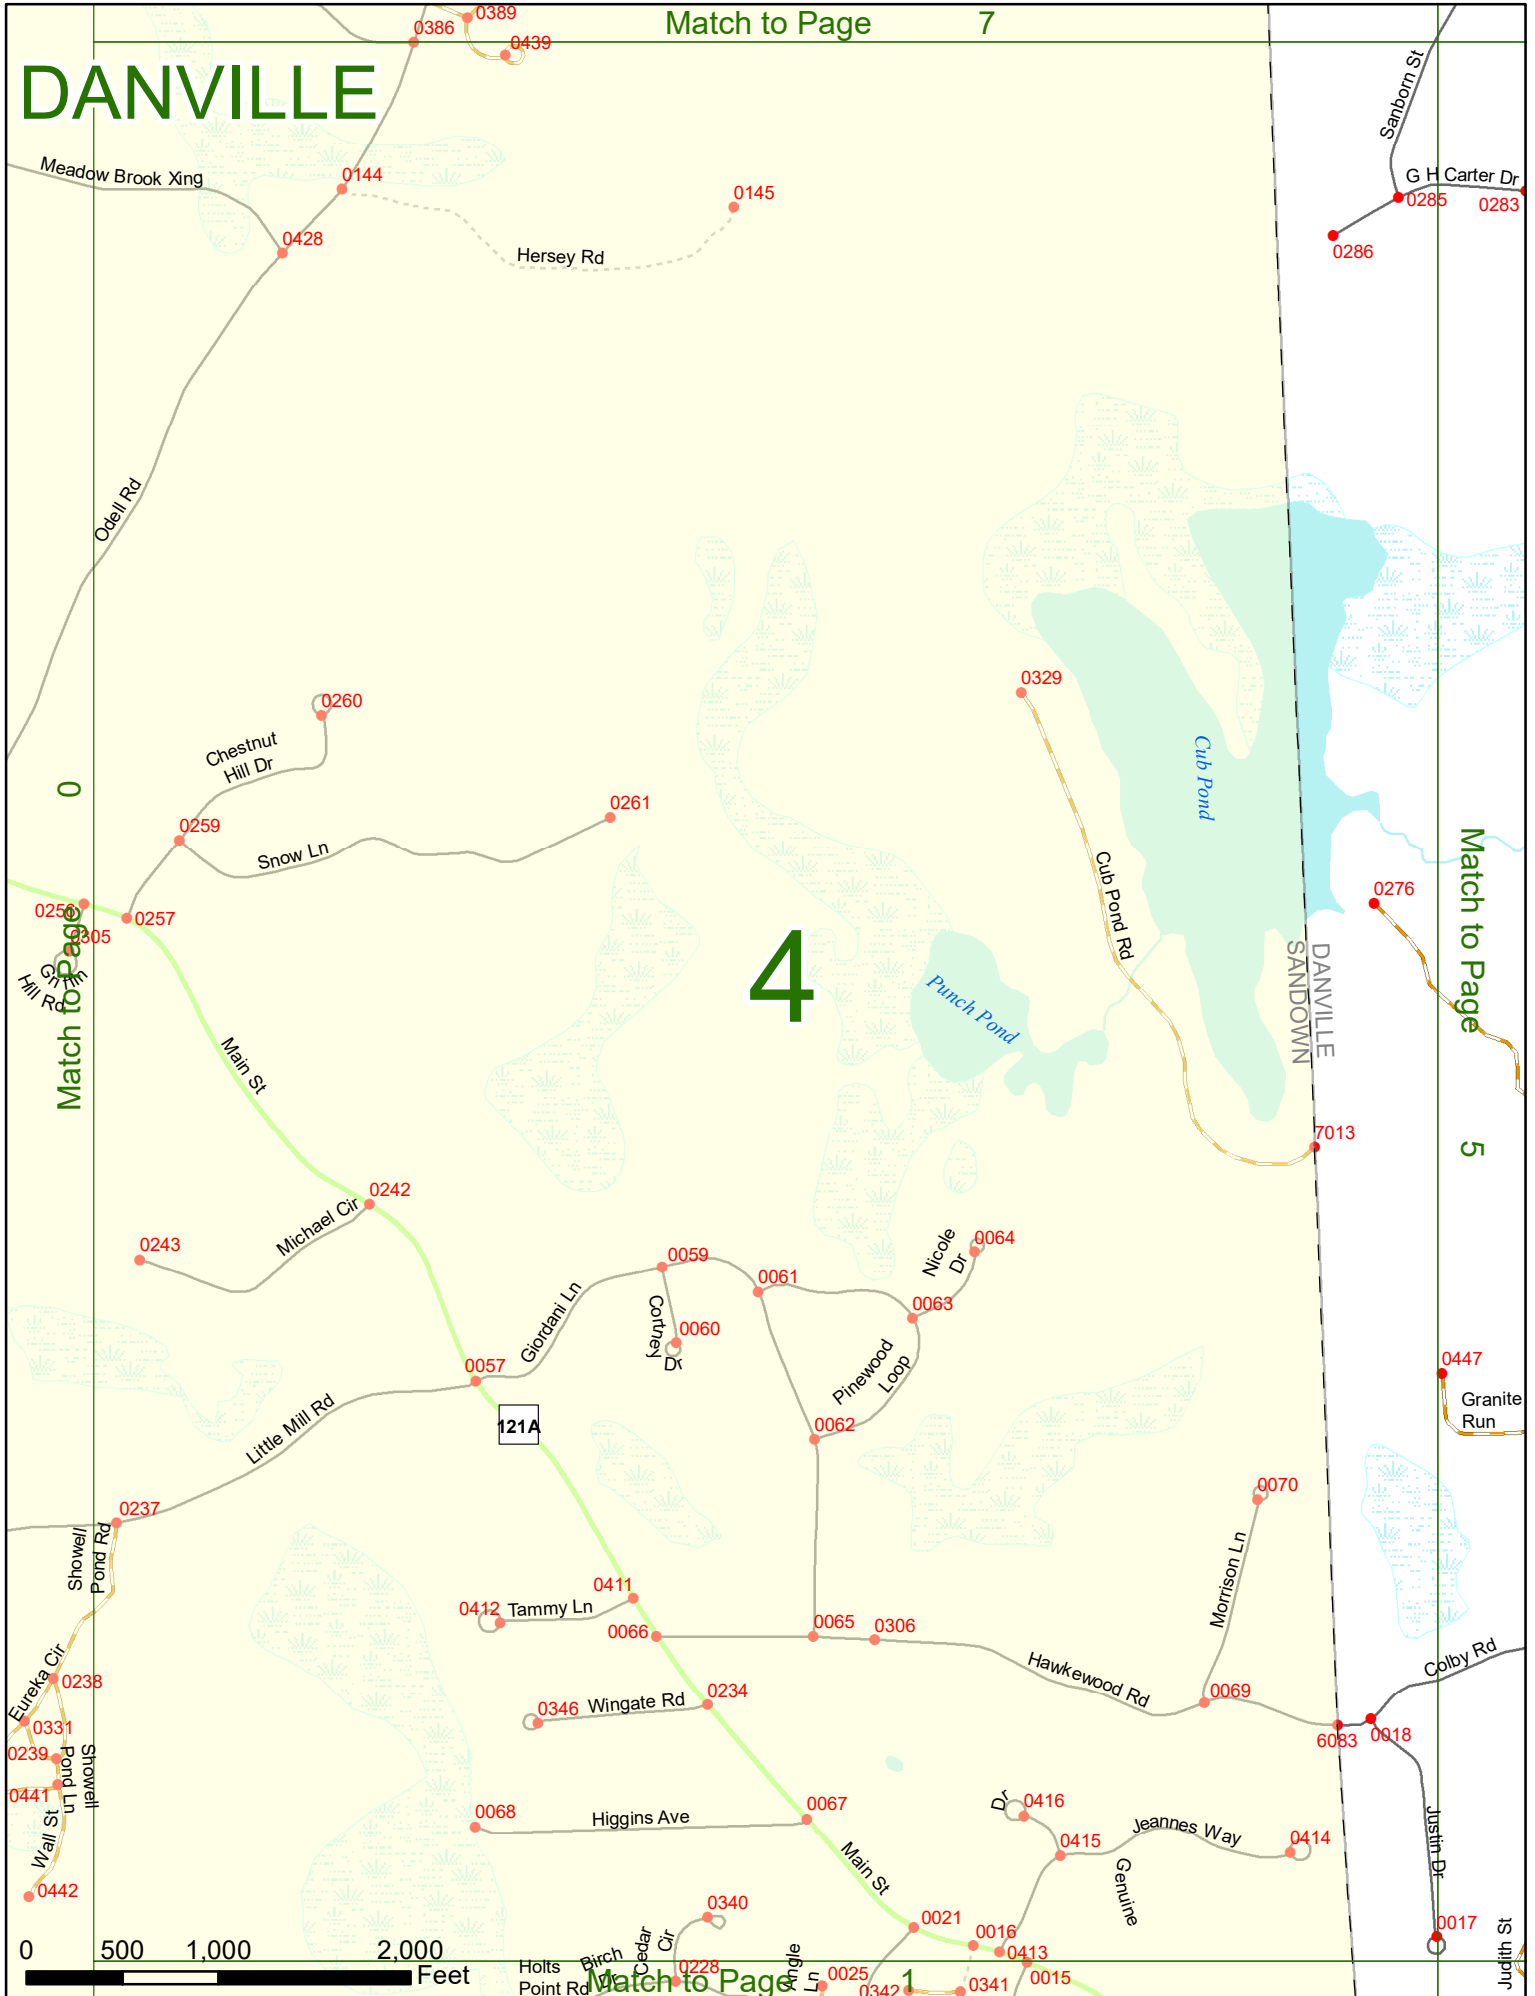 Match to Page 7
DANVILLE
0386
0389
0439
Sanborn St
G H Carter Dr
0285
0283
0286
Meadow Brook Xing
0144
0145
0428
Hersey Rd
Odell Rd
0260
Chestnut
Hill Dr
0259
0261
Snow Ln
0329
Cub Pond
Cub Pond Rd
Match to Page 0
0256
0257
0305
Griffin
Hill Rd
Main St
4
Punch Pond
DANVILLE
SANDOWN
0276
Match to Page 5
7013
0242
Michael Cir
0243
0059
Giordani Ln
Cortney
Dr
0060
0061
Nicole
Dr
0064
0063
Pinewood
Loop
0062
0057
121A
Little Mill Rd
0447
Granite
Run
0237
Showell
Pond Rd
0070
Morrison Ln
0411
0412
Tammy Ln
0066
0065
0306
Hawkewood Rd
0069
Colby Rd
6083
0018
Eureka Cir
0238
0331
0239
0441
Showell
Pond Ln
Wall St
0442
0234
0346
Wingate Rd
0068
Higgins Ave
0067
Main St
Dr
0416
0415
Jeannes Way
0414
Genuine
Justin Dr
0017
Judith St
0340
Cedar
Cir
Birch
Dr
0228
Holts
Point Rd
Angle
Ln
0021
0016
0413
0015
0025
0342
0341
0 500 1,000 2,000
Feet
Match to Page 1